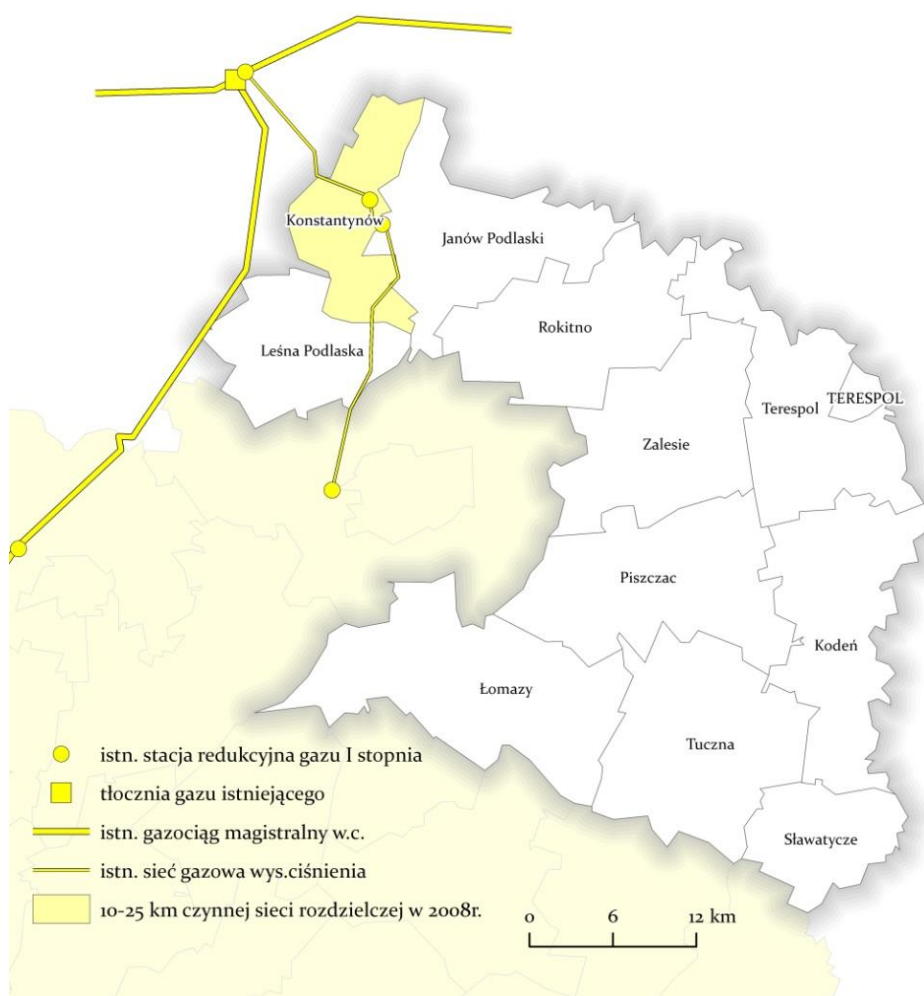 Konstantynów
Janów Podlaski
Rokitno
Leśna Podlaska
TERESPOL
Terespol
Zalesie
Piszczac
Kodeń
Łomazy
Tuczna
Sławatycze
istn. stacja redukcyjna gazu I stopnia
tłocznia gazu istniejącego
istn. gazociąg magistralny w.c.
istn. sieć gazowa wys.ciśnienia
10-25 km czynnej sieci rozdzielczej w 2008r.
0 6 12 km